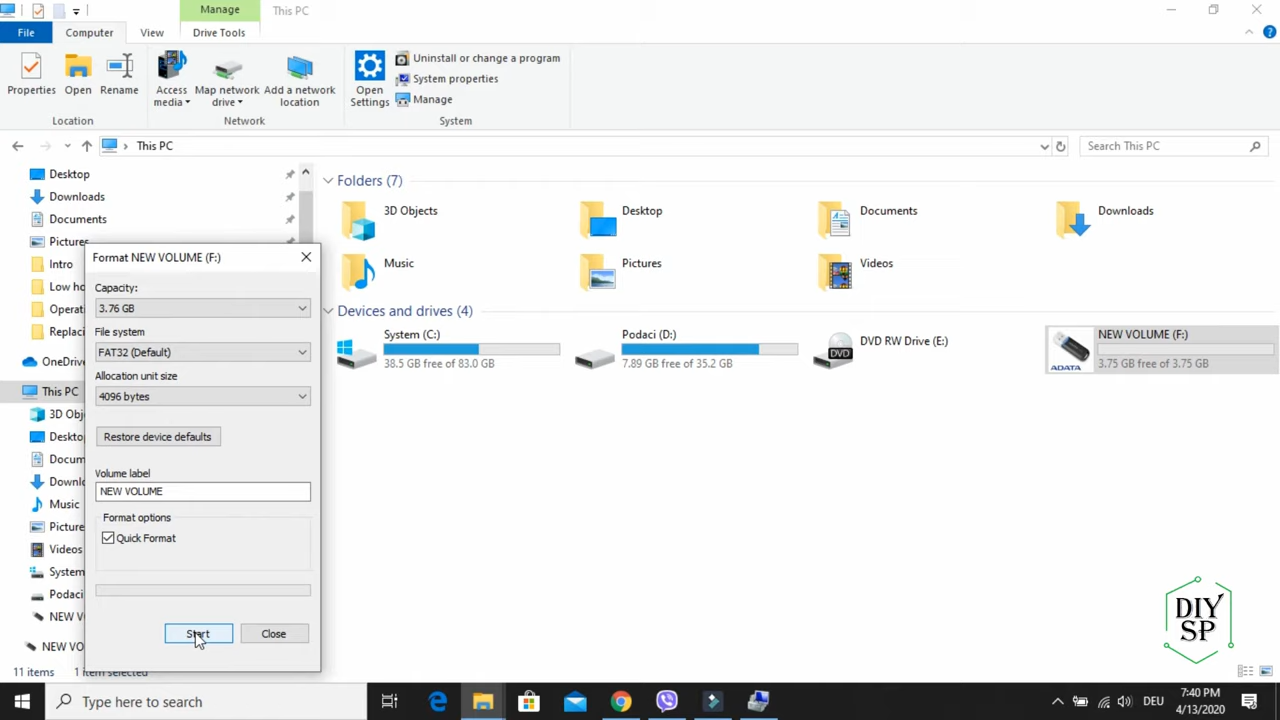 Manage
This PC
File
Computer
View
Drive Tools
Properties
Open
Rename
Access media
Map network drive
Add a network location
Open Settings
Uninstall or change a program
System properties
Manage
Location
Network
System
This PC
Search This PC
Desktop
Downloads
Documents
Pictures
Intro
Low ho
Operat
Replaci
OneDriv
This PC
3D Obj
Deskto
Docum
Downl
Music
Picture
Videos
System
Podaci
NEW V
NEW VO
Format NEW VOLUME (F:)
Capacity:
3.76 GB
File system
FAT32 (Default)
Allocation unit size
4096 bytes
Restore device defaults
Volume label
NEW VOLUME
Format options
Quick Format
Start
Close
Folders (7)
3D Objects
Desktop
Documents
Downloads
Music
Pictures
Videos
Devices and drives (4)
System (C:)
38.5 GB free of 83.0 GB
Podaci (D:)
7.89 GB free of 35.2 GB
DVD
DVD RW Drive (E:)
ADATA
NEW VOLUME (F:)
3.75 GB free of 3.75 GB
DIY
SP
11 items
1 item selected
Type here to search
DEU
7:40 PM
4/13/2020